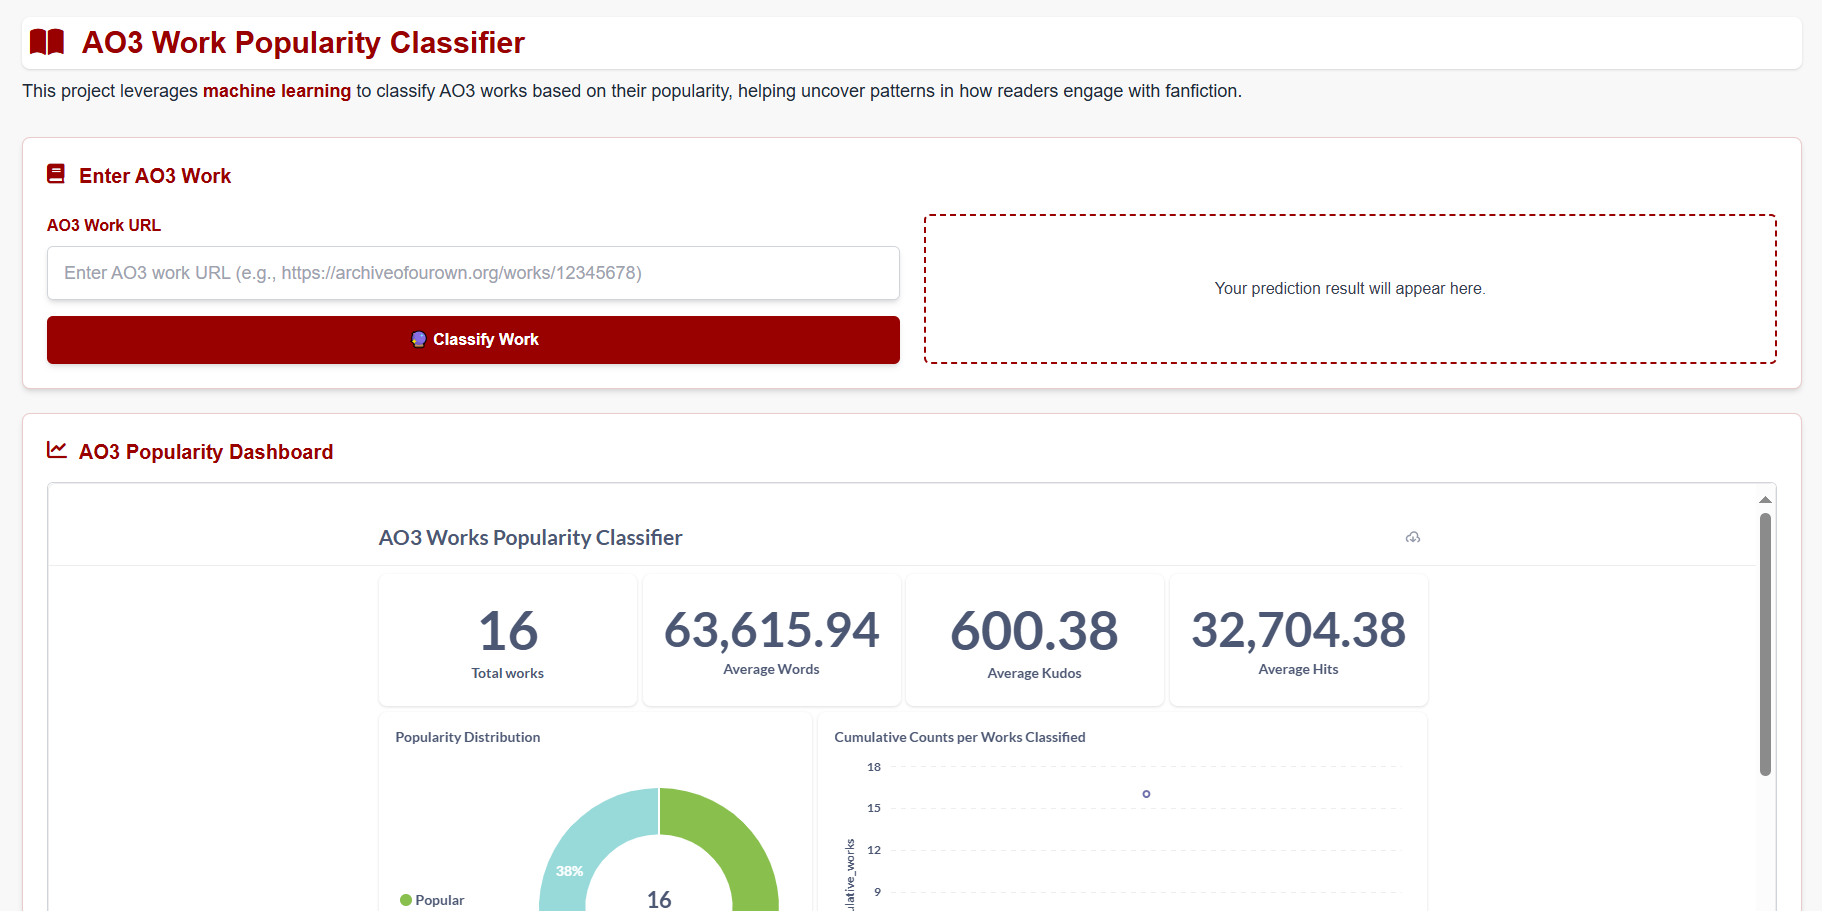 AO3 Work Popularity Classifier
This project leverages machine learning to classify AO3 works based on their popularity, helping uncover patterns in how readers engage with fanfiction.
Enter AO3 Work
AO3 Work URL
Enter AO3 work URL (e.g., https://archiveofourown.org/works/12345678)
Classify Work
Your prediction result will appear here.
AO3 Popularity Dashboard
AO3 Works Popularity Classifier
16
Total works
63,615.94
Average Words
600.38
Average Kudos
32,704.38
Average Hits
Popularity Distribution
38%
16
Popular
Cumulative Counts per Works Classified
18
15
12
9